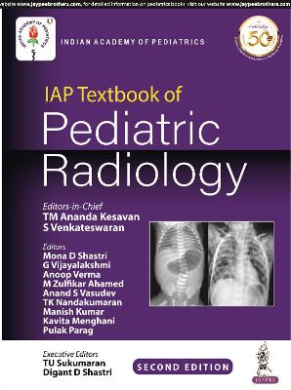 website www.jaypeebrothers.com, for detailed information on pediatrics books visit our website www.jaypeebrothers.com
INDIAN ACADEMY OF PEDIATRICS
50
IAP Textbook of
Pediatric
Radiology
Editors-in-Chief
TM Ananda Kesavan
S Venkateswaran
Editors
Mona D Shastri
G Vijayalakshmi
Anoop Verma
M Zulfikar Ahamed
Anand S Vasudev
TK Nandakumaran
Manish Kumar
Kavita Menghani
Pulak Parag
Executive Editors
TU Sukumaran
Digant D Shastri
SECOND EDITION
JAYPEE